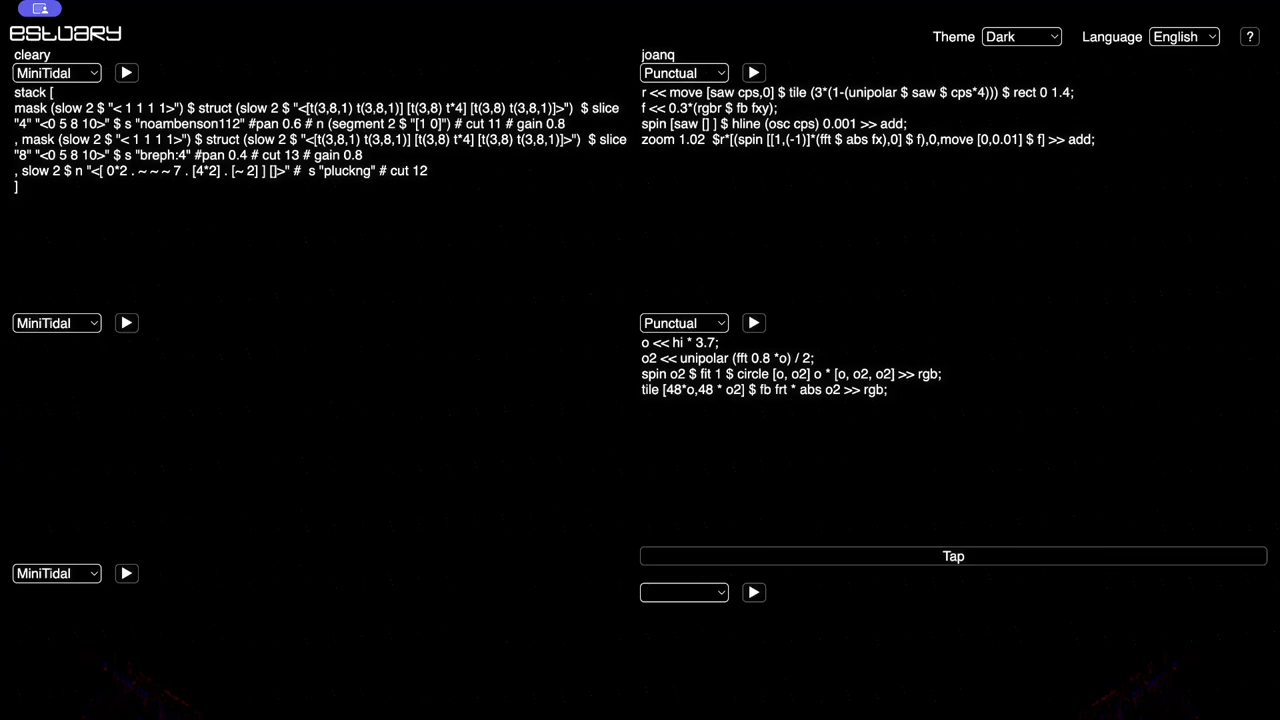 ESTUARY
Theme Dark Language English ?
cleary
MiniTidal
stack [
mask (slow 2 $ "< 1 1 1 1>") $ struct (slow 2 $ "<[t(3,8,1) t(3,8,1)] [t(3,8) t*4] [t(3,8) t(3,8,1)]>")  $ slice
"4" "<0 5 8 10>" $ s "noambenson112" #pan 0.6 # n (segment 2 $ "[1 0]") # cut 11 # gain 0.8
, mask (slow 2 $ "< 1 1 1 1>") $ struct (slow 2 $ "<[t(3,8,1) t(3,8,1)] [t(3,8) t*4] [t(3,8) t(3,8,1)]>")  $ slice
"8" "<0 5 8 10>" $ s "breph:4" #pan 0.4 # cut 13 # gain 0.8
, slow 2 $ n "<[ 0*2 . ~ ~ ~ 7 . [4*2] . [~ 2] ] []>" #  s "pluckng" # cut 12
]
MiniTidal
MiniTidal
joanq
Punctual
r << move [saw cps,0] $ tile (3*(1-(unipolar $ saw $ cps*4))) $ rect 0 1.4;
f << 0.3*(rgbr $ fb fxy);
spin [saw [] ] $ hline (osc cps) 0.001 >> add;
zoom 1.02  $r*[(spin [[1,(-1)]*(fft $ abs fx),0] $ f),0,move [0,0.01] $ f] >> add;
Punctual
o << hi * 3.7;
o2 << unipolar (fft 0.8 *o) / 2;
spin o2 $ fit 1 $ circle [o, o2] o * [o, o2, o2] >> rgb;
tile [48*o,48 * o2] $ fb frt * abs o2 >> rgb;
Tap